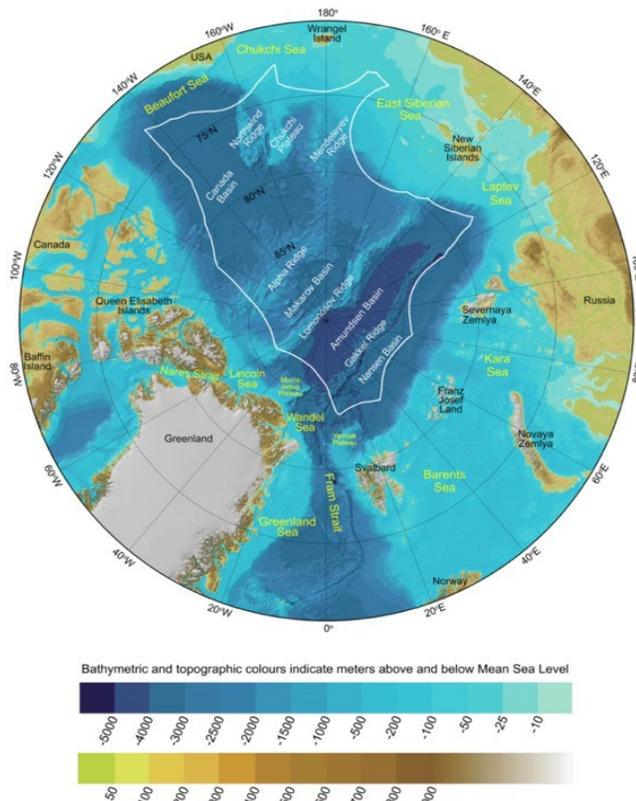 180°
160°W
160°E
Wrangel
Island
Chukchi Sea
USA
140°W
140°E
Beaufort Sea
East Siberian
Sea
75°N
Northwind
Ridge
Chukchi
Plateau
Mendeleyev
Ridge
New
Siberian
Islands
120°W
120°E
Canada
Basin
80°N
Laptev
Sea
Canada
85°N
Alpha Ridge
Makarov Basin
Lomonosov Ridge
Amundsen Basin
Gakkel Ridge
Nansen Basin
100°W
Queen Elisabeth
Islands
Severnaya
Zemlya
Russia
Baffin
Island
80°W
Nares Strait
Lincoln
Sea
Morris
Jesup
Plateau
Kara
Sea
Wandel
Sea
Franz
Josef
Land
Greenland
Yermak
Plateau
Novaya
Zemlya
Svalbard
60°W
60°E
Fram Strait
Barents
Sea
Greenland
Sea
40°W
40°E
Norway
20°W
0°
20°E
Bathymetric and topographic colours indicate meters above and below Mean Sea Level
-5000
-4000
-3000
-2000
-1500
-1000
-500
-200
-100
-50
-25
-10
50